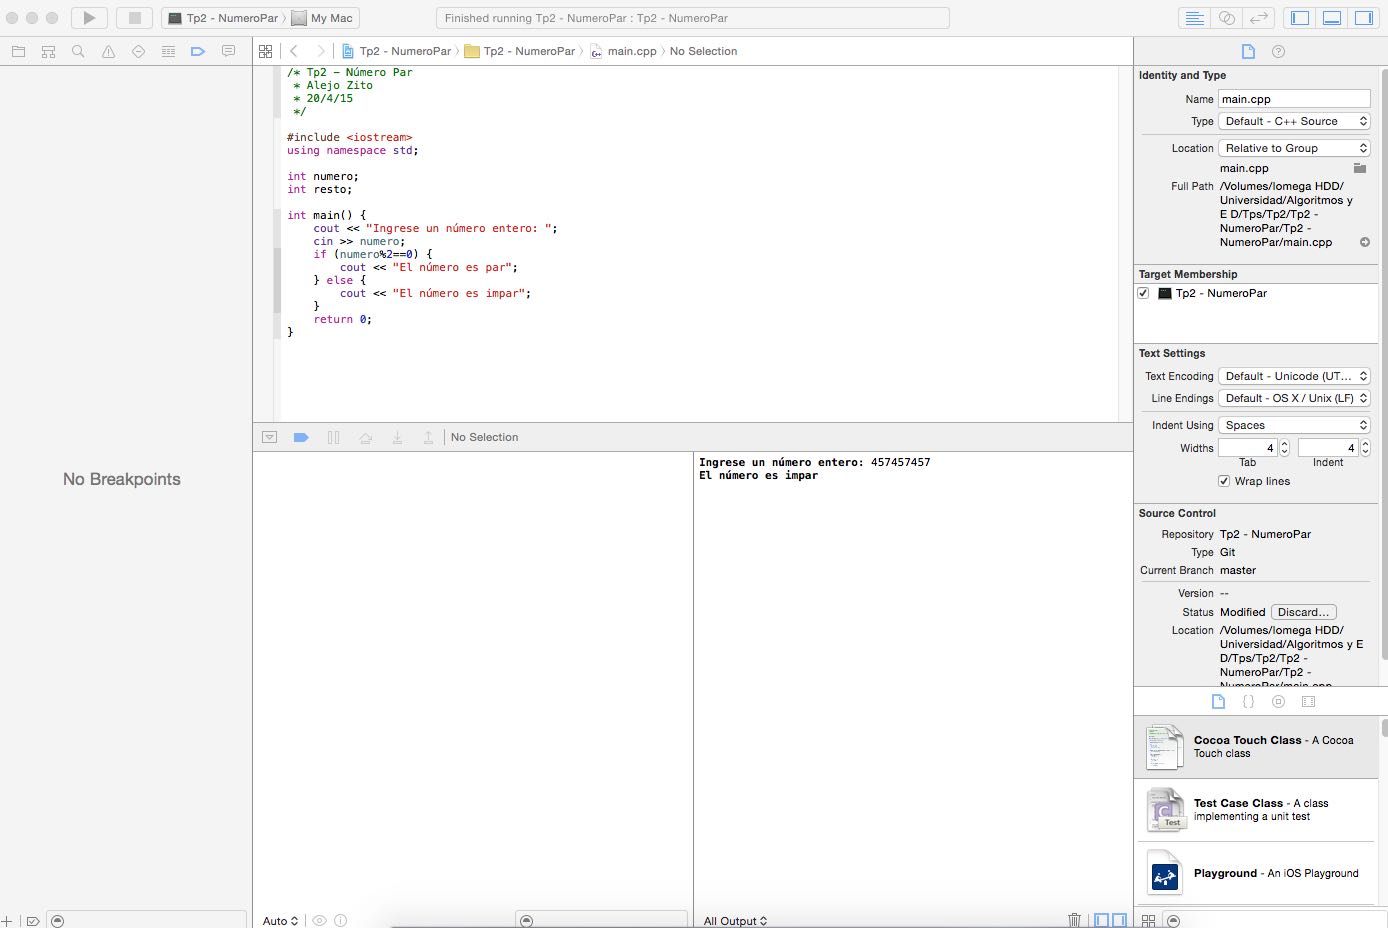 Tp2 - NumeroPar
My Mac
Finished running Tp2 - NumeroPar : Tp2 - NumeroPar
Tp2 - NumeroPar
Tp2 - NumeroPar
main.cpp
No Selection
No Breakpoints
/* Tp2 - Número Par
* Alejo Zito
* 20/4/15
*/
#include <iostream>
using namespace std;
int numero;
int resto;
int main() {
cout << "Ingrese un número entero: ";
cin >> numero;
if (numero%2==0) {
cout << "El número es par";
} else {
cout << "El número es impar";
}
return 0;
}
No Selection
Ingrese un número entero: 457457457
El número es impar
Auto
All Output
Identity and Type
Name main.cpp
Type Default - C++ Source
Location Relative to Group
main.cpp
Full Path /Volumes/Iomega HDD/
Universidad/Algoritmos y
E D/Tps/Tp2/Tp2 -
NumeroPar/Tp2 -
NumeroPar/main.cpp
Target Membership
Tp2 - NumeroPar
Text Settings
Text Encoding Default - Unicode (UT...
Line Endings Default - OS X / Unix (LF)
Indent Using Spaces
Widths 4 4
Tab Indent
Wrap lines
Source Control
Repository Tp2 - NumeroPar
Type Git
Current Branch master
Version --
Status Modified Discard...
Location /Volumes/Iomega HDD/
Universidad/Algoritmos y E
D/Tps/Tp2/Tp2 -
NumeroPar/Tp2 -
NumeroPar/main.cpp
Cocoa Touch Class - A Cocoa
Touch class
Test
Test Case Class - A class
implementing a unit test
Playground - An iOS Playground